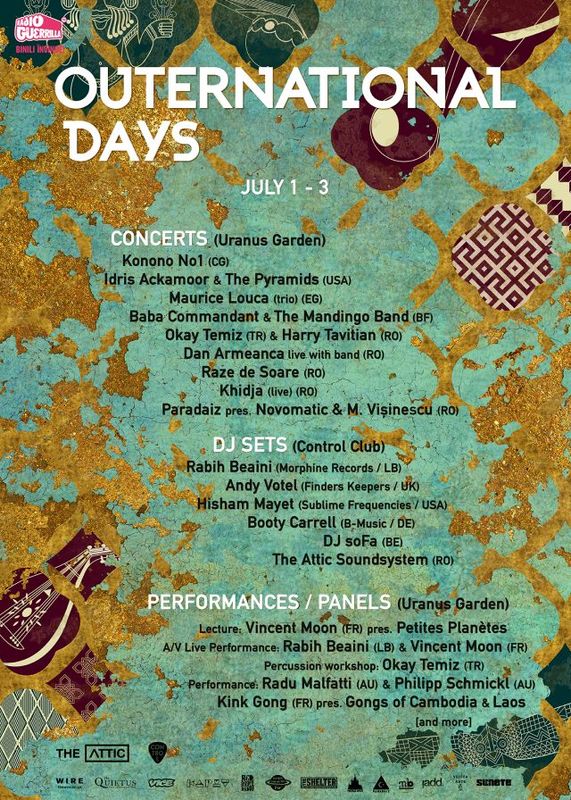 RADIO
GUERRILLA
OUTERNATIONAL
DAYS
JULY 1 - 3
CONCERTS (Uranus Garden)
Konono No1 (CG)
Idris Ackamoor & The Pyramids (USA)
Maurice Louca (trio) (EG)
Baba Commandant & The Mandingo Band (BF)
Okay Temiz (TR) & Harry Tavitian (RO)
Dan Armeanca live with band (RO)
Raze de Soare (RO)
Khidja (live) (RO)
Paradaiz pres. Novomatic & M. Vișinescu (RO)
DJ SETS (Control Club)
Rabih Beaini (Morphine Records / LB)
Andy Votel (Finders Keepers / UK)
Hisham Mayet (Sublime Frequencies / USA)
Booty Carrell (B-Music / DE)
DJ soFa (BE)
The Attic Soundsystem (RO)
PERFORMANCES / PANELS (Uranus Garden)
Lecture: Vincent Moon (FR) pres. Petites Planètes
A/V Live Performance: Rabih Beaini (LB) & Vincent Moon (FR)
Percussion workshop: Okay Temiz (TR)
Performance: Radu Malfatti (AU) & Philipp Schmickl (AU)
Kink Gong (FR) pres. Gongs of Cambodia & Laos
[and more]
THE ATTIC
WIRE THE QUIETUS VICE THE SHELTER mb jadd